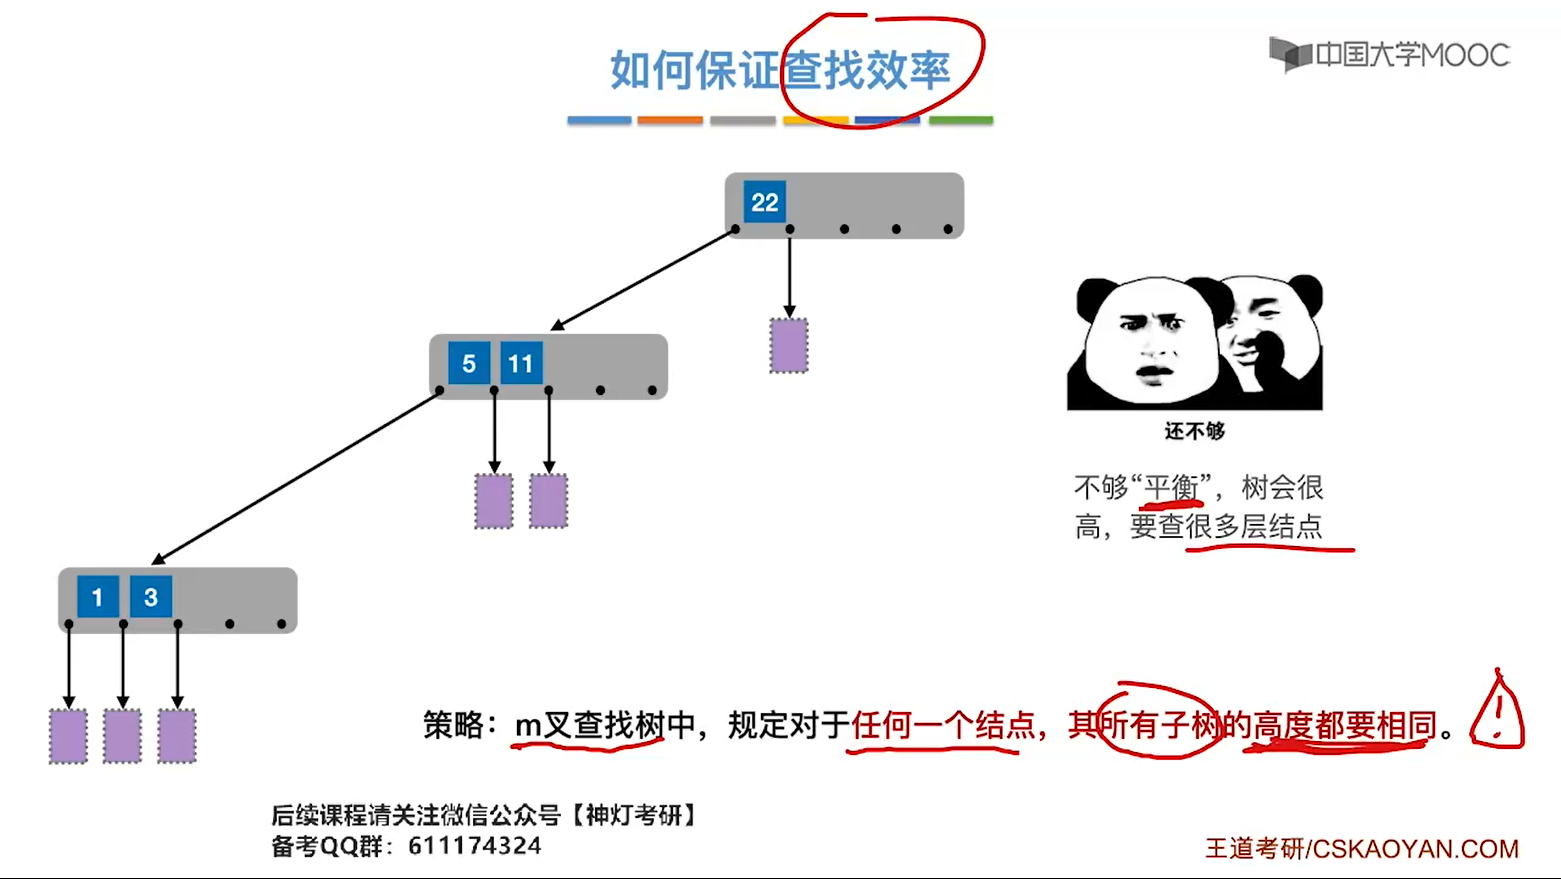 如何保证查找效率
中国大学MOOC
22
5 11
还不够
不够“平衡”，树会很
高，要查很多层结点
1 3
策略：m叉查找树中，规定对于任何一个结点，其所有子树的高度都要相同。
!
后续课程请关注微信公众号【神灯考研】
备考QQ群：611174324
王道考研/CSKAOYAN.COM